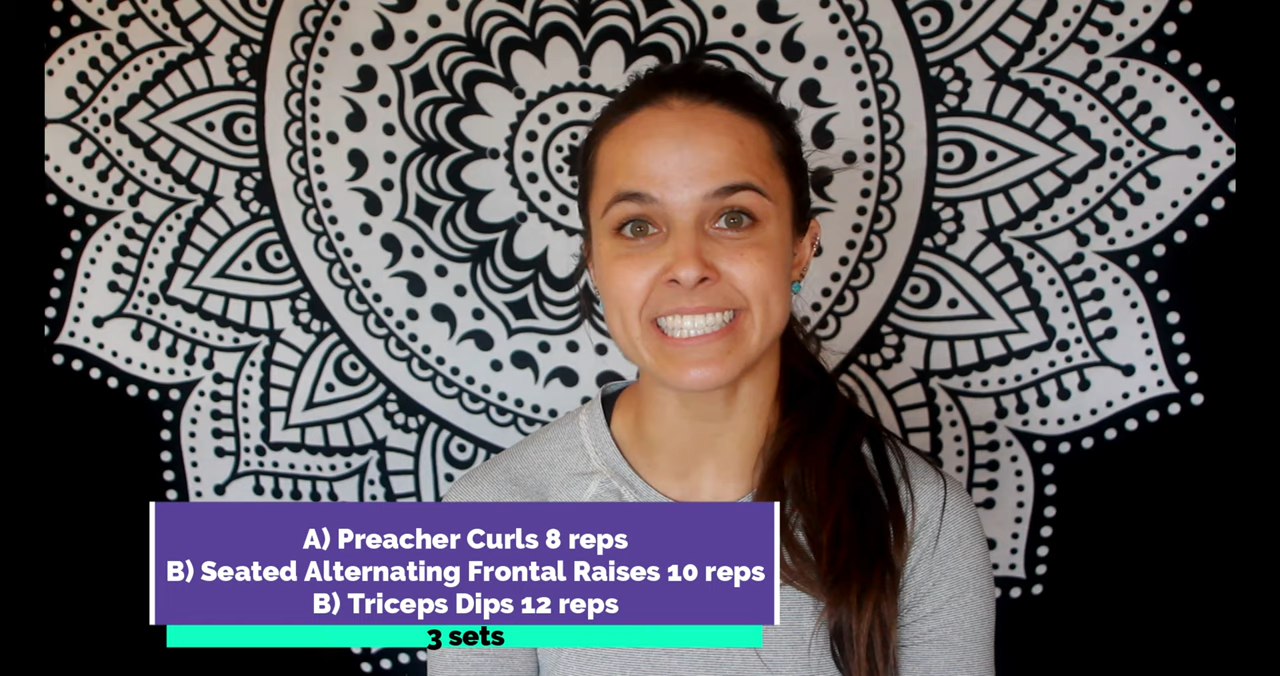 A) Preacher Curls 8 reps
B) Seated Alternating Frontal Raises 10 reps
B) Triceps Dips 12 reps
3 sets